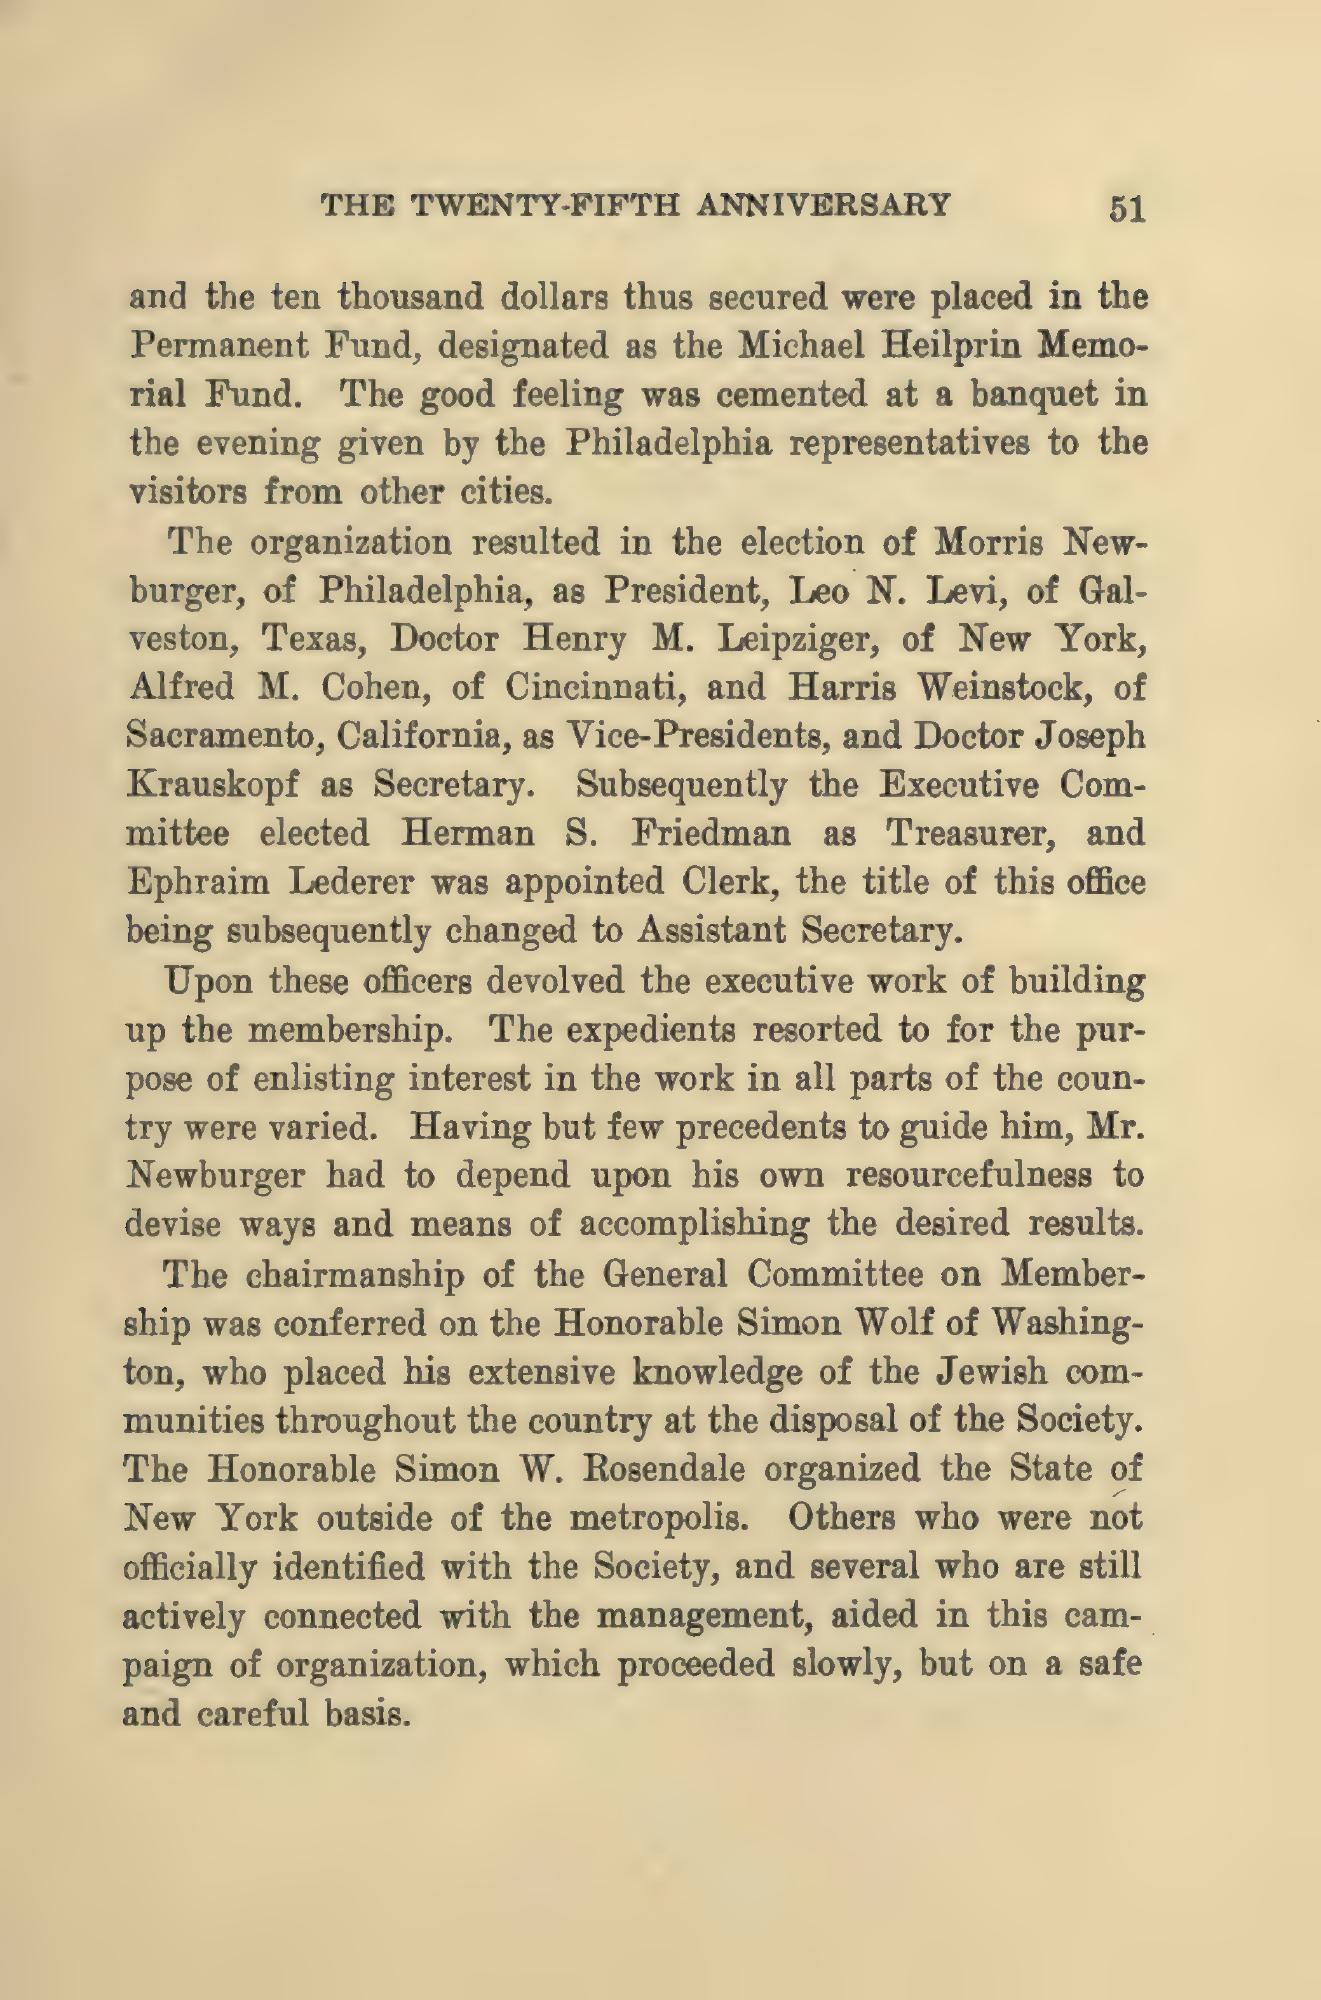 THE TWENTY-FIFTH ANNIVERSARY 51
and the ten thousand dollars thus secured were placed in the
Permanent Fund, designated as the Michael Heilprin Memo-
rial Fund. The good feeling was cemented at a banquet in
the evening given by the Philadelphia representatives to the
visitors from other cities.
The organization resulted in the election of Morris New-
burger, of Philadelphia, as President, Leo N. Levi, of Gal-
veston, Texas, Doctor Henry M. Leipziger, of New York,
Alfred M. Cohen, of Cincinnati, and Harris Weinstock, of
Sacramento, California, as Vice-Presidents, and Doctor Joseph
Krauskopf as Secretary. Subsequently the Executive Com-
mittee elected Herman S. Friedman as Treasurer, and
Ephraim Lederer was appointed Clerk, the title of this office
being subsequently changed to Assistant Secretary.
Upon these officers devolved the executive work of building
up the membership. The expedients resorted to for the pur-
pose of enlisting interest in the work in all parts of the coun-
try were varied. Having but few precedents to guide him, Mr.
Newburger had to depend upon his own resourcefulness to
devise ways and means of accomplishing the desired results.
The chairmanship of the General Committee on Member-
ship was conferred on the Honorable Simon Wolf of Washing-
ton, who placed his extensive knowledge of the Jewish com-
munities throughout the country at the disposal of the Society.
The Honorable Simon W. Rosendale organized the State of
New York outside of the metropolis. Others who were not
officially identified with the Society, and several who are still
actively connected with the management, aided in this cam-
paign of organization, which proceeded slowly, but on a safe
and careful basis.